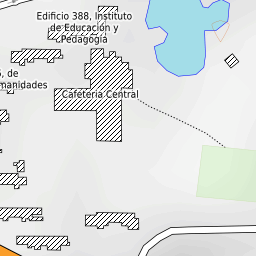 Edificio 388, Instituto
de Educación y
Pedagogía
, de
manidades
Cafetería Central